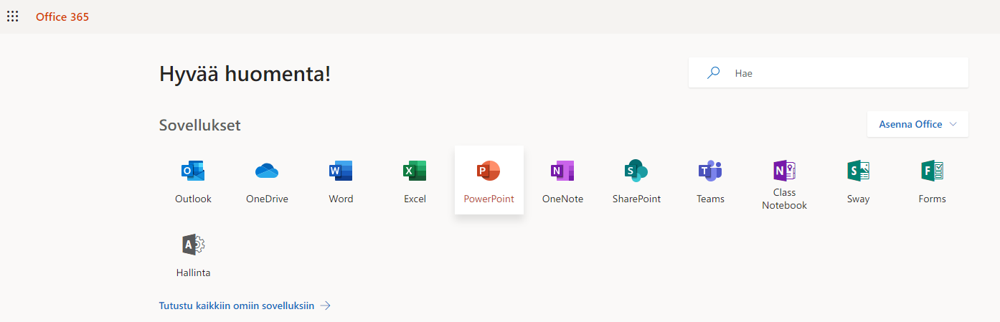 Office 365
Hyvää huomenta!
Hae
Sovellukset
Asenna Office
Outlook
OneDrive
Word
Excel
PowerPoint
OneNote
SharePoint
Teams
Class
Notebook
Sway
Forms
Hallinta
Tutustu kaikkiin omiin sovelluksiin